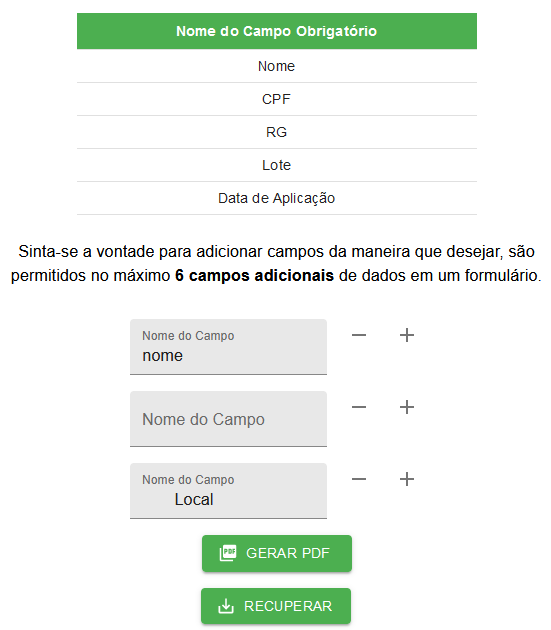 Nome do Campo Obrigatório
Nome
CPF
RG
Lote
Data de Aplicação
Sinta-se a vontade para adicionar campos da maneira que desejar, são
permitidos no máximo 6 campos adicionais de dados em um formulário.
Nome do Campo
nome
Nome do Campo
Nome do Campo
Local
PDF GERAR PDF
RECUPERAR